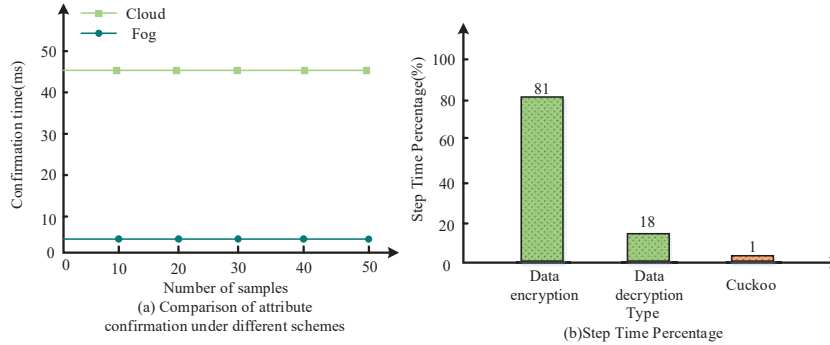 Cloud
Fog
Confirmation time(ms)
50
40
30
20
10
0
0 10 20 30 40 50
Number of samples
(a) Comparison of attribute
confirmation under different schemes
Step Time Percentage(%)
100
80
60
40
20
0
81
18
1
Data
encryption
Data
decryption
Cuckoo
Type
(b)Step Time Percentage